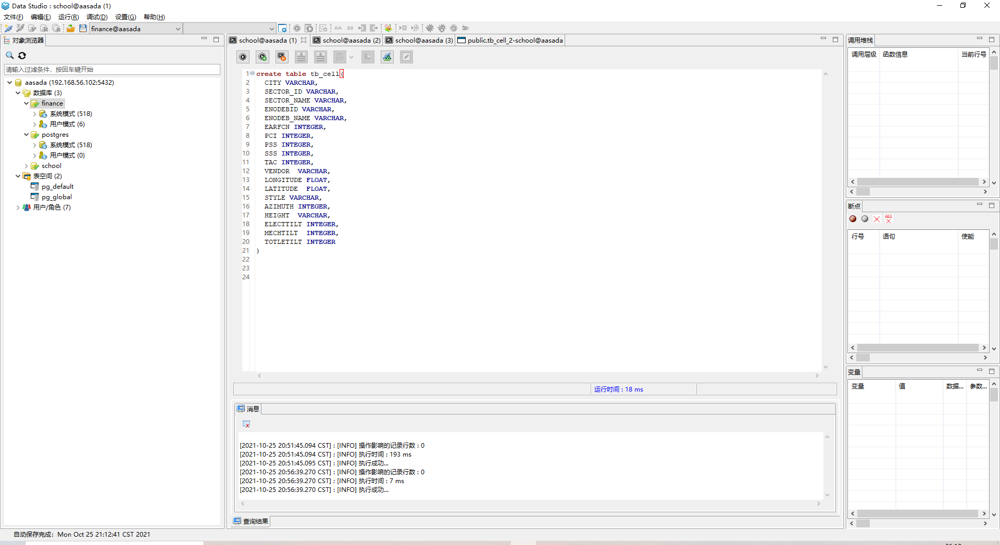 Data Studio : school@aasada (1)
文件(F) 编辑(E) 运行(R) 调试(D) 设置(G) 帮助(H)
finance@aasada
AA aa
对象浏览器
请输入过滤条件，按回车键开始
aasada (192.168.56.102:5432)
数据库 (3)
finance
系统模式 (518)
用户模式 (6)
postgres
系统模式 (518)
用户模式 (0)
school
表空间 (2)
pg_default
pg_global
用户/角色 (7)
school@aasada (1) school@aasada (2) school@aasada (3) public.tb_cell_2-school@aasada
1 create table tb_cell(
2 CITY VARCHAR,
3 SECTOR_ID VARCHAR,
4 SECTOR_NAME VARCHAR,
5 ENODEBID VARCHAR,
6 ENODEB_NAME VARCHAR,
7 EARFCN INTEGER,
8 PCI INTEGER,
9 PSS INTEGER,
10 SSS INTEGER,
11 TAC INTEGER,
12 VENDOR  VARCHAR,
13 LONGITUDE FLOAT,
14 LATITUDE  FLOAT,
15 STYLE VARCHAR,
16 AZIMUTH INTEGER,
17 HEIGHT  VARCHAR,
18 ELECTTILT INTEGER,
19 MECHTILT  INTEGER,
20 TOTLETILT INTEGER
21 )
22
23
24
运行时间 : 18 ms
消息
[2021-10-25 20:51:45.094 CST] : [INFO] 操作影响的记录行数 : 0
[2021-10-25 20:51:45.094 CST] : [INFO] 执行时间 : 193 ms
[2021-10-25 20:51:45.095 CST] : [INFO] 执行成功...
[2021-10-25 20:56:39.270 CST] : [INFO] 操作影响的记录行数 : 0
[2021-10-25 20:56:39.270 CST] : [INFO] 执行时间 : 7 ms
[2021-10-25 20:56:39.270 CST] : [INFO] 执行成功...
查询结果
调用堆栈
调用层级 函数信息 当前行号
断点
ALL
行号 语句 使能
变量
变量 值 数据... 参数...
自动保存完成：Mon Oct 25 21:12:41 CST 2021